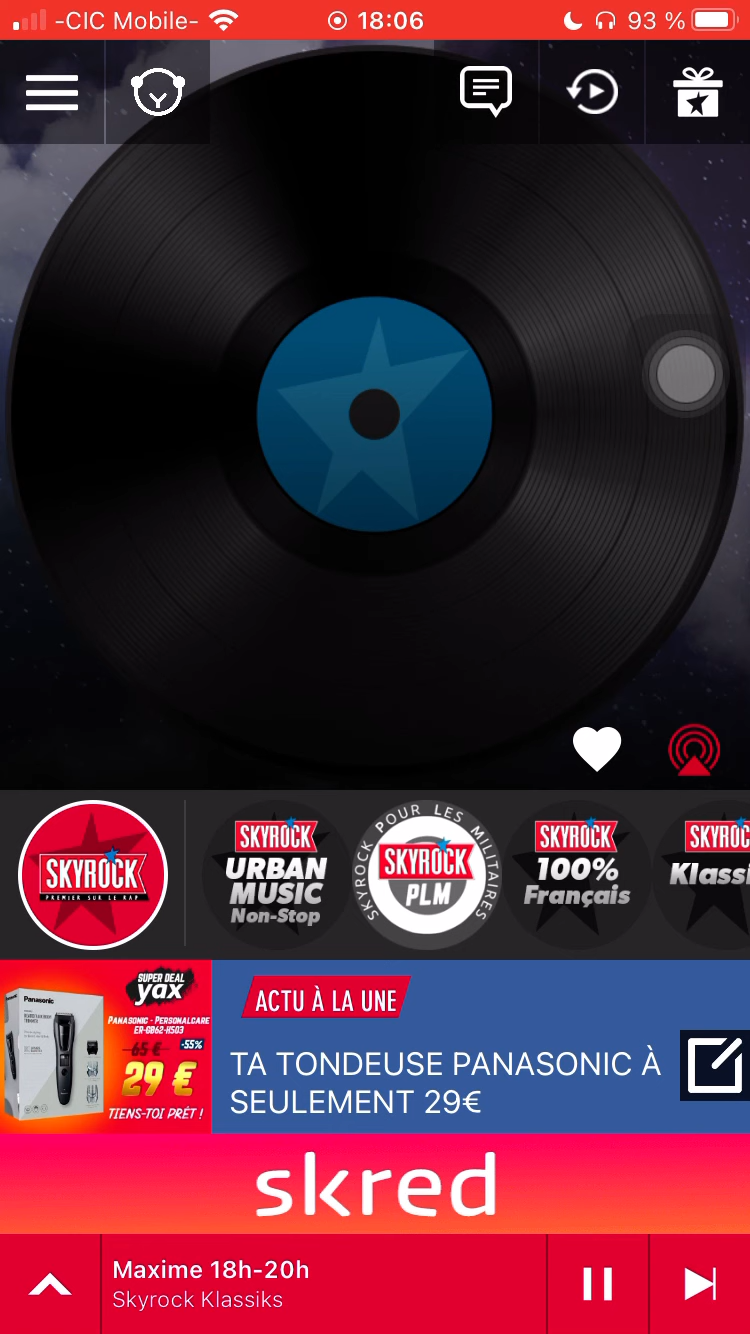 -CIC Mobile-
18:06
93 %
SKYROCK
PREMIER SUR LE RAP
SKYROCK
URBAN
MUSIC
Non-Stop
SKYROCK POUR LES MILITAIRES
SKYROCK
PLM
SKYROCK
100%
Français
SKYROC
Klassi
Panasonic
SUPER DEAL
yax
PANASONIC - PERSONALCARE
ER-GB62-H503
65 €
-55%
29 €
TIENS-TOI PRÊT !
ACTU À LA UNE
TA TONDEUSE PANASONIC À
SEULEMENT 29€
skred
Maxime 18h-20h
Skyrock Klassiks